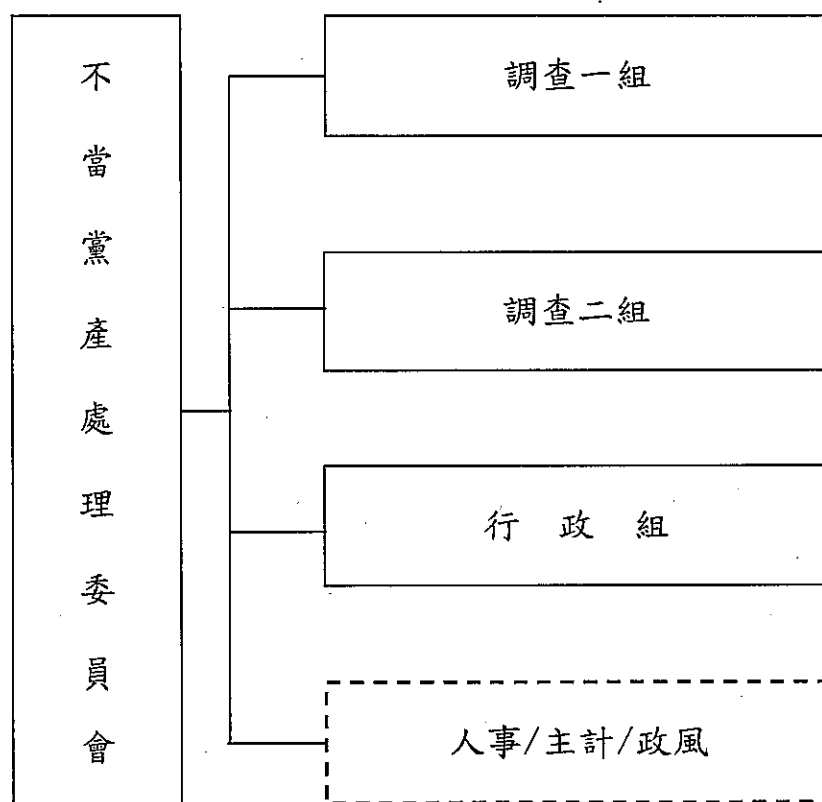 不當黨產處理委員會
調查一組
調查二組
行政組
人事/主計/政風